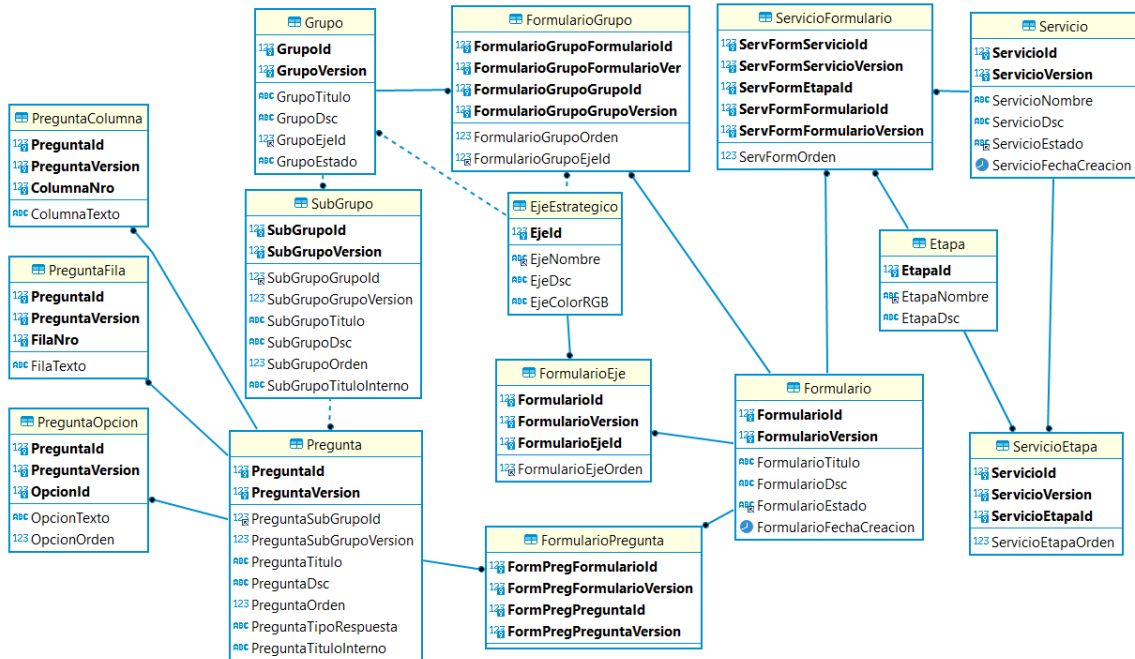 Grupo
GrupoId
GrupoVersion
GrupoTitulo
GrupoDsc
GrupoEjeId
GrupoEstado
FormularioGrupo
FormularioGrupoFormularioId
FormularioGrupoFormularioVer
FormularioGrupoGrupoId
FormularioGrupoGrupoVersion
FormularioGrupoOrden
FormularioGrupoEjeId
ServicioFormulario
ServFormServicioId
ServFormServicioVersion
ServFormEtapaId
ServFormFormularioId
ServFormFormularioVersion
ServFormOrden
Servicio
ServicioId
ServicioVersion
ServicioNombre
ServicioDsc
ServicioEstado
ServicioFechaCreacion
PreguntaColumna
PreguntaId
PreguntaVersion
ColumnaNro
ColumnaTexto
SubGrupo
SubGrupoId
SubGrupoVersion
SubGrupoGrupoId
SubGrupoGrupoVersion
SubGrupoTitulo
SubGrupoDsc
SubGrupoOrden
SubGrupoTituloInterno
EjeEstrategico
EjeId
EjeNombre
EjeDsc
EjeColorRGB
Etapa
EtapaId
EtapaNombre
EtapaDsc
PreguntaFila
PreguntaId
PreguntaVersion
FilaNro
FilaTexto
FormularioEje
FormularioId
FormularioVersion
FormularioEjeId
FormularioEjeOrden
Formulario
FormularioId
FormularioVersion
FormularioTitulo
FormularioDsc
FormularioEstado
FormularioFechaCreacion
PreguntaOpcion
PreguntaId
PreguntaVersion
OpcionId
OpcionTexto
OpcionOrden
Pregunta
PreguntaId
PreguntaVersion
PreguntaSubGrupoId
PreguntaSubGrupoVersion
PreguntaTitulo
PreguntaDsc
PreguntaOrden
PreguntaTipoRespuesta
PreguntaTituloInterno
ServicioEtapa
ServicioId
ServicioVersion
ServicioEtapaId
ServicioEtapaOrden
FormularioPregunta
FormPregFormularioId
FormPregFormularioVersion
FormPregPreguntaId
FormPregPreguntaVersion